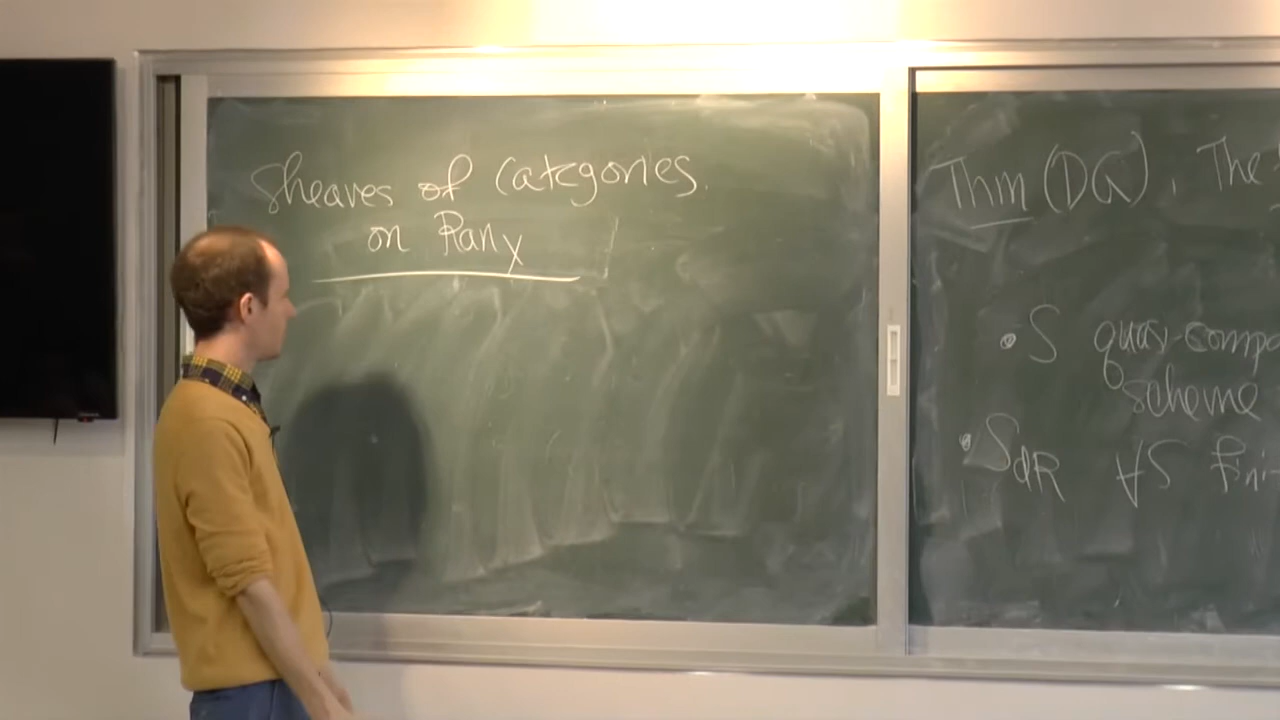 Sheaves of categories.
on Ran_X
Thm (DG). The
• S quasi-compa
scheme
• S_dR ∀S fini-